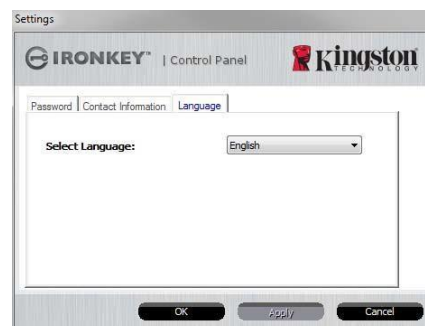 Settings
IRONKEY™ | Control Panel
Kingston
TECHNOLOGY
Password Contact Information Language
Select Language: English
OK Apply Cancel